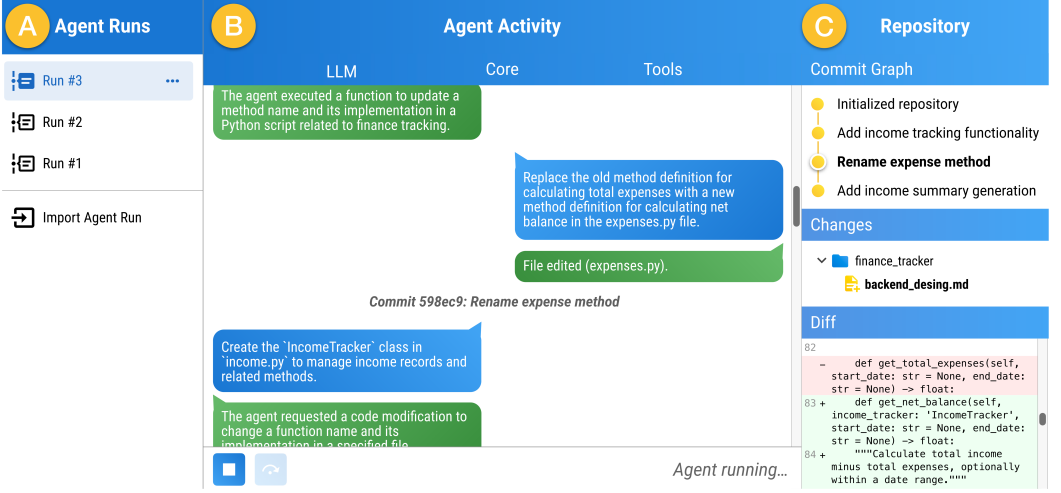 A Agent Runs
Run #3
Run #2
Run #1
Import Agent Run
B Agent Activity
LLM Core Tools
The agent executed a function to update a
method name and its implementation in a
Python script related to finance tracking.
Replace the old method definition for
calculating total expenses with a new
method definition for calculating net
balance in the expenses.py file.
File edited (expenses.py).
Commit 598ec9: Rename expense method
Create the `IncomeTracker` class in
`income.py` to manage income records and
related methods.
The agent requested a code modification to
change a function name and its
implementation in a specified file
Agent running...
C Repository
Commit Graph
Initialized repository
Add income tracking functionality
Rename expense method
Add income summary generation
Changes
finance_tracker
backend_desing.md
Diff
82
– def get_total_expenses(self,
start_date: str = None, end_date:
str = None) —> float:
83 + def get_net_balance(self,
income_tracker: 'IncomeTracker',
start_date: str = None, end_date:
str = None) —> float:
84 + """Calculate total income
minus total expenses, optionally
within a date range."""